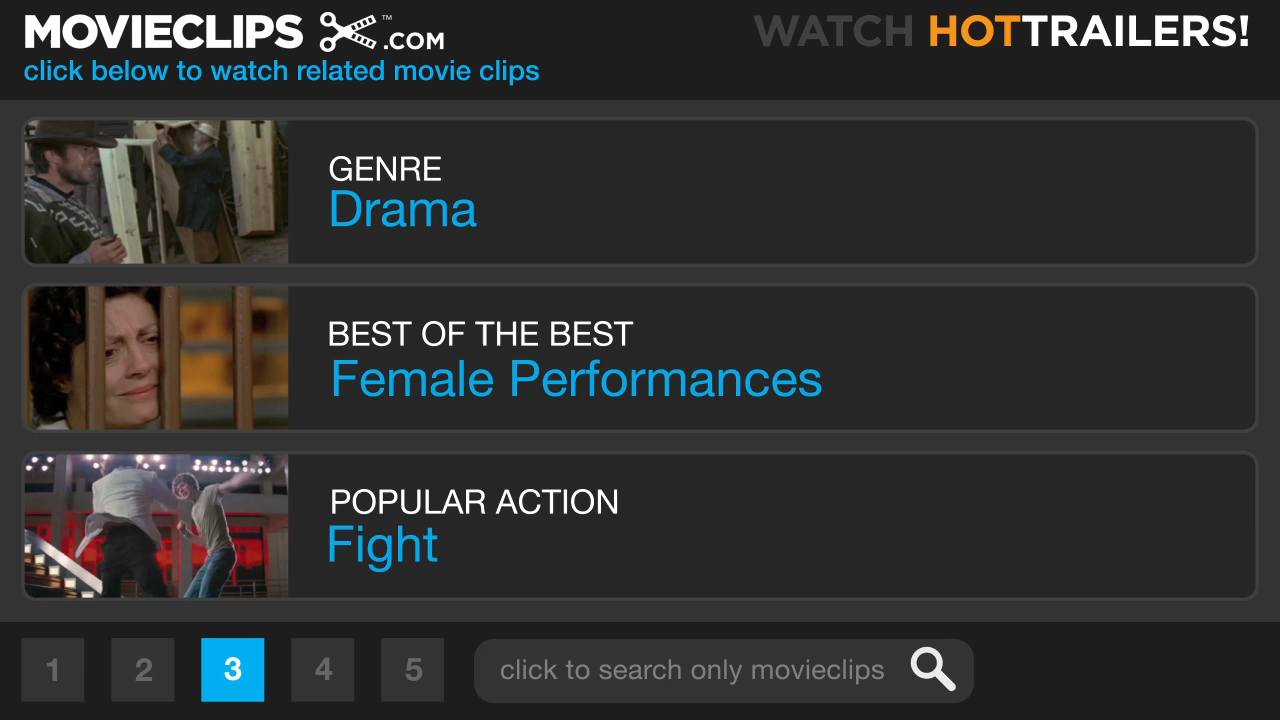 MOVIECLIPS ™ .COM
WATCH HOTTRAILERS!
click below to watch related movie clips
GENRE
Drama
BEST OF THE BEST
Female Performances
POPULAR ACTION
Fight
1 2 3 4 5 click to search only movieclips